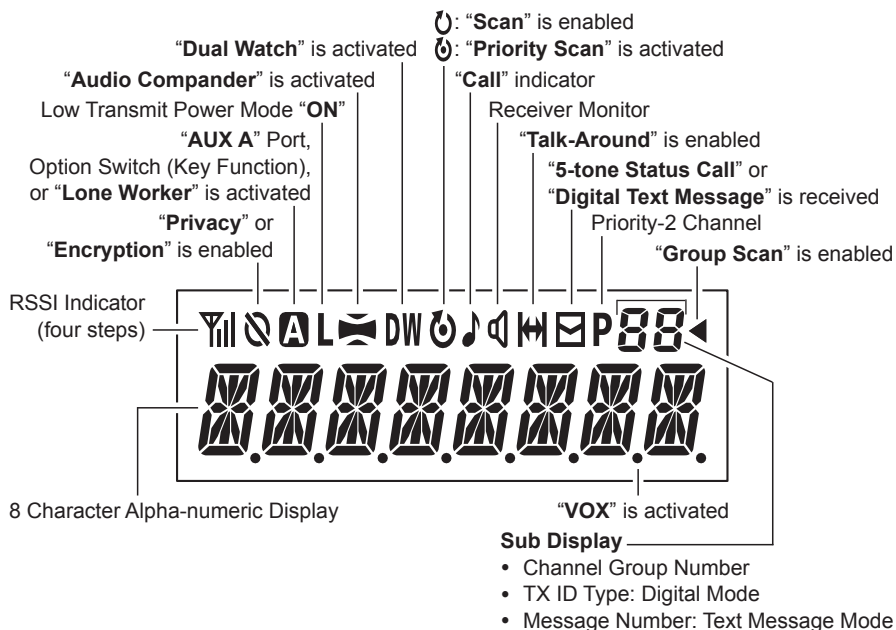 : “Scan” is enabled
“Dual Watch” is activated
: “Priority Scan” is activated
“Audio Compander” is activated
“Call” indicator
Low Transmit Power Mode “ON”
Receiver Monitor
“AUX A” Port,
Option Switch (Key Function),
or “Lone Worker” is activated
“Talk-Around” is enabled
“5-tone Status Call” or
“Digital Text Message” is received
“Privacy” or
“Encryption” is enabled
Priority-2 Channel
“Group Scan” is enabled
RSSI Indicator
(four steps)
A L DW P 88
8 Character Alpha-numeric Display
“VOX” is activated
Sub Display
• Channel Group Number
• TX ID Type: Digital Mode
• Message Number: Text Message Mode